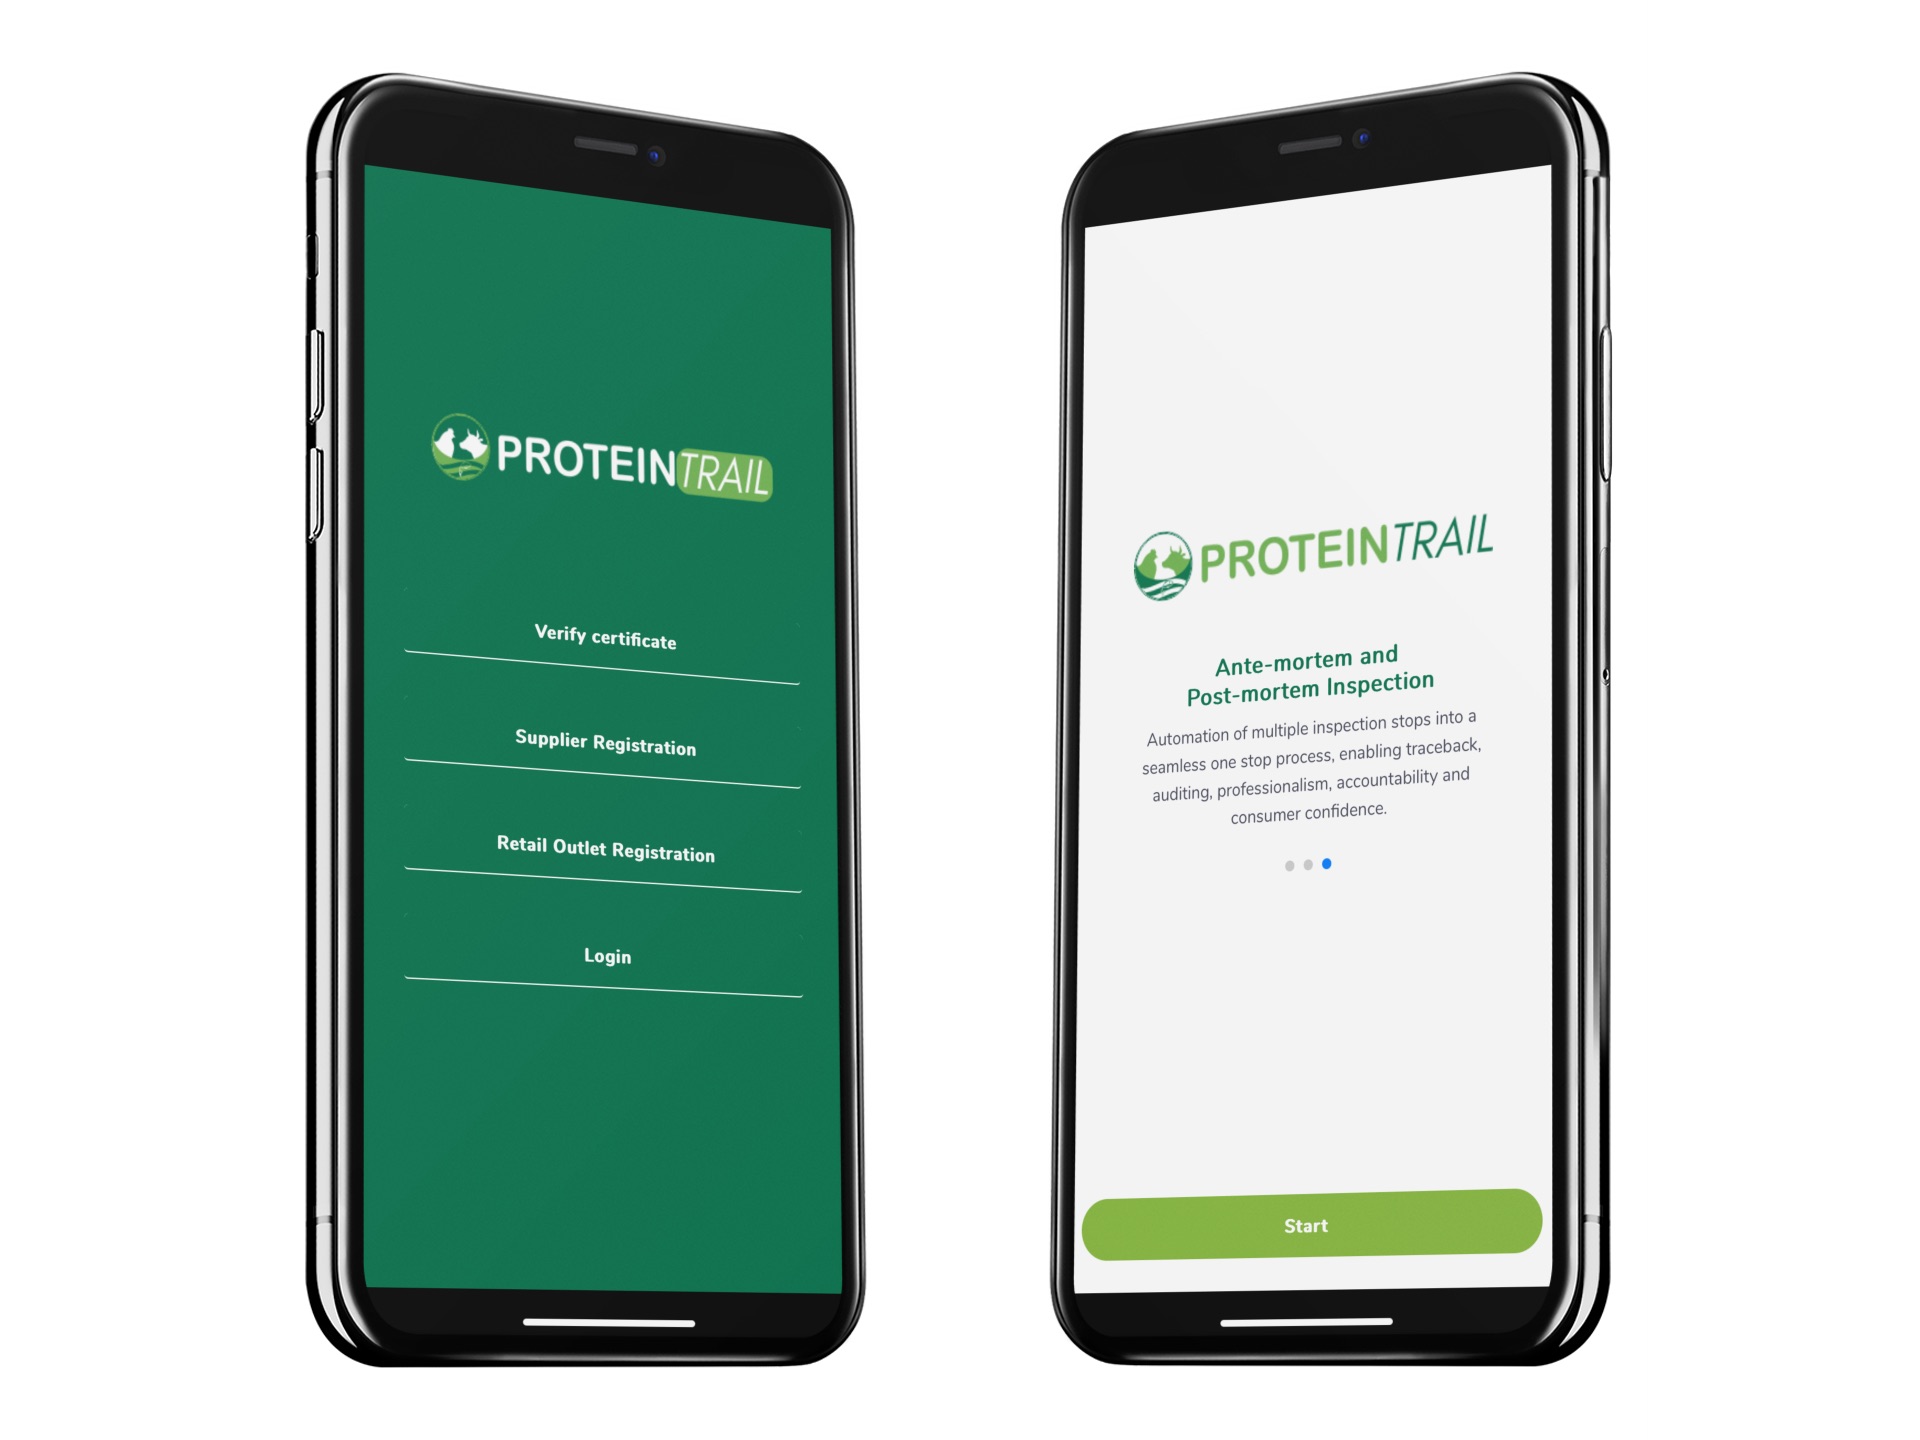 PROTEINTRAIL
Verify certificate
Supplier Registration
Retail Outlet Registration
Login
PROTEINTRAIL
Ante-mortem and
Post-mortem Inspection
Automation of multiple inspection stops into a
seamless one stop process, enabling traceback,
auditing, professionalism, accountability and
consumer confidence.
Start